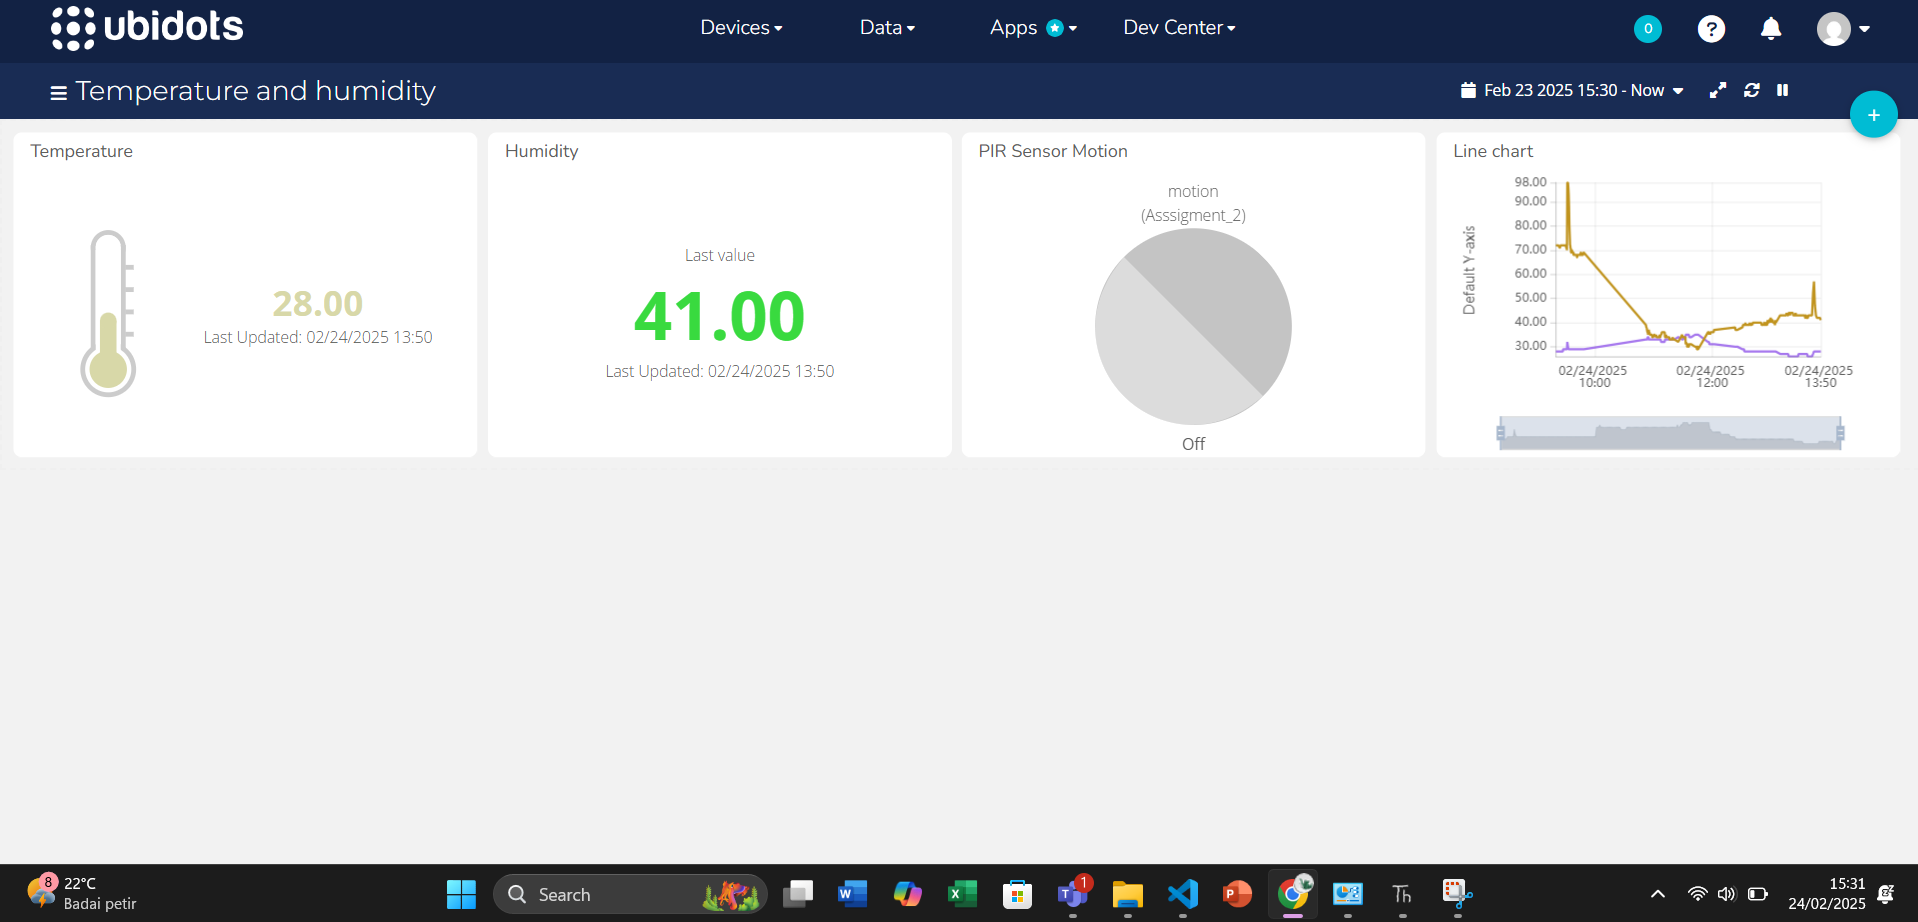 ubidots
Devices
Data
Apps
Dev Center
0
?
Temperature and humidity
Feb 23 2025 15:30 - Now
+
Temperature
28.00
Last Updated: 02/24/2025 13:50
Humidity
Last value
41.00
Last Updated: 02/24/2025 13:50
PIR Sensor Motion
motion
(Asssigment_2)
Off
Line chart
Default Y-axis
98.00
90.00
80.00
70.00
60.00
50.00
40.00
30.00
02/24/2025
10:00
02/24/2025
12:00
02/24/2025
13:50
8
22°C
Badai petir
Search
W
X
T
1
P
Th
15:31
24/02/2025